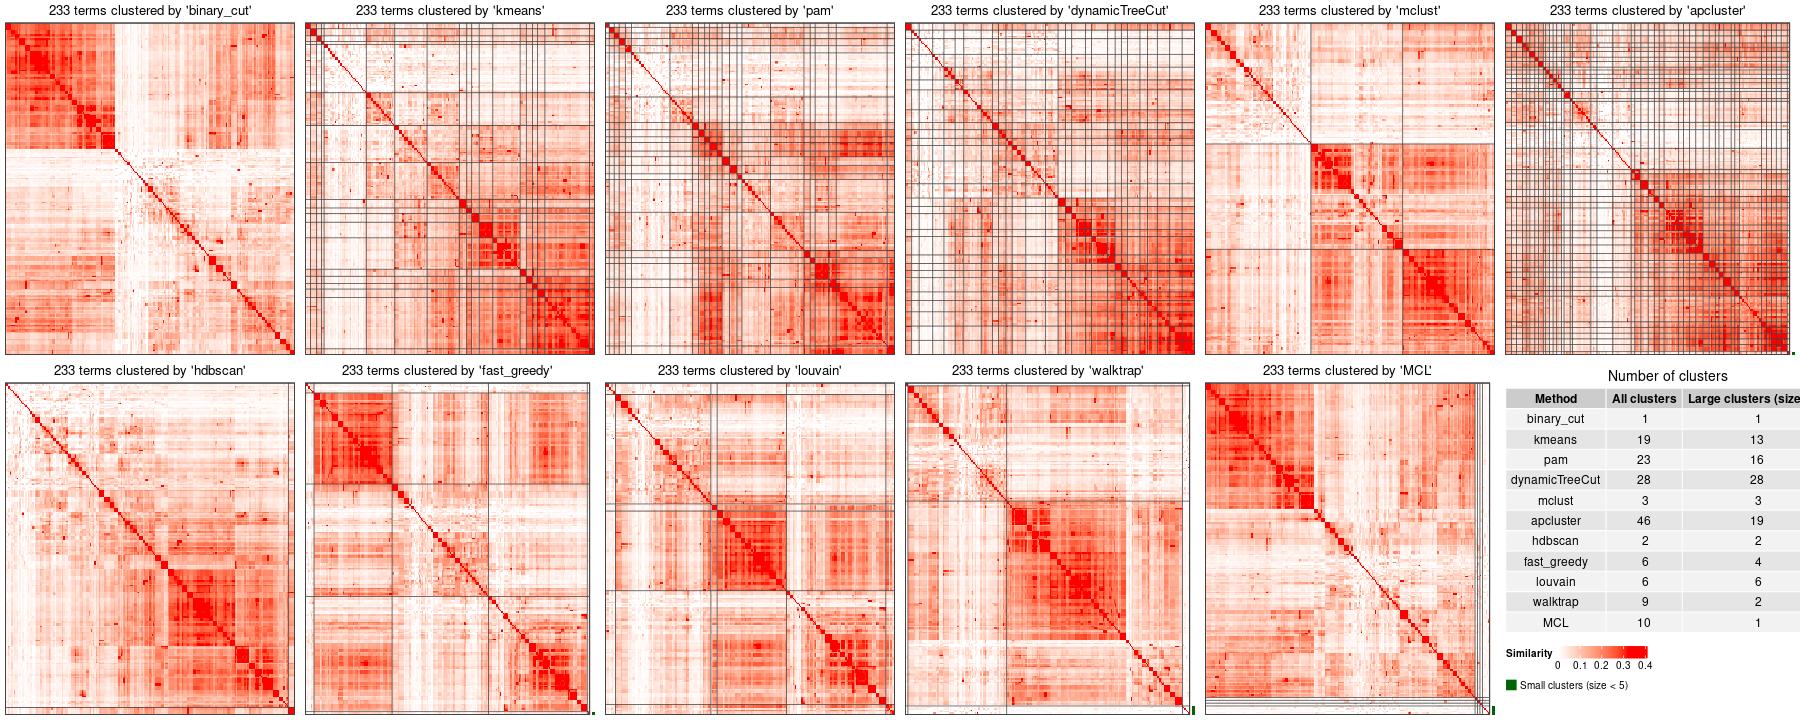 233 terms clustered by 'binary_cut'
233 terms clustered by 'kmeans'
233 terms clustered by 'pam'
233 terms clustered by 'dynamicTreeCut'
233 terms clustered by 'mclust'
233 terms clustered by 'apcluster'
233 terms clustered by 'hdbscan'
233 terms clustered by 'fast_greedy'
233 terms clustered by 'louvain'
233 terms clustered by 'walktrap'
233 terms clustered by 'MCL'
Number of clusters
Method All clusters Large clusters (size
binary_cut 1 1
kmeans 19 13
pam 23 16
dynamicTreeCut 28 28
mclust 3 3
apcluster 46 19
hdbscan 2 2
fast_greedy 6 4
louvain 6 6
walktrap 9 2
MCL 10 1
Similarity
0 0.1 0.2 0.3 0.4
Small clusters (size < 5)